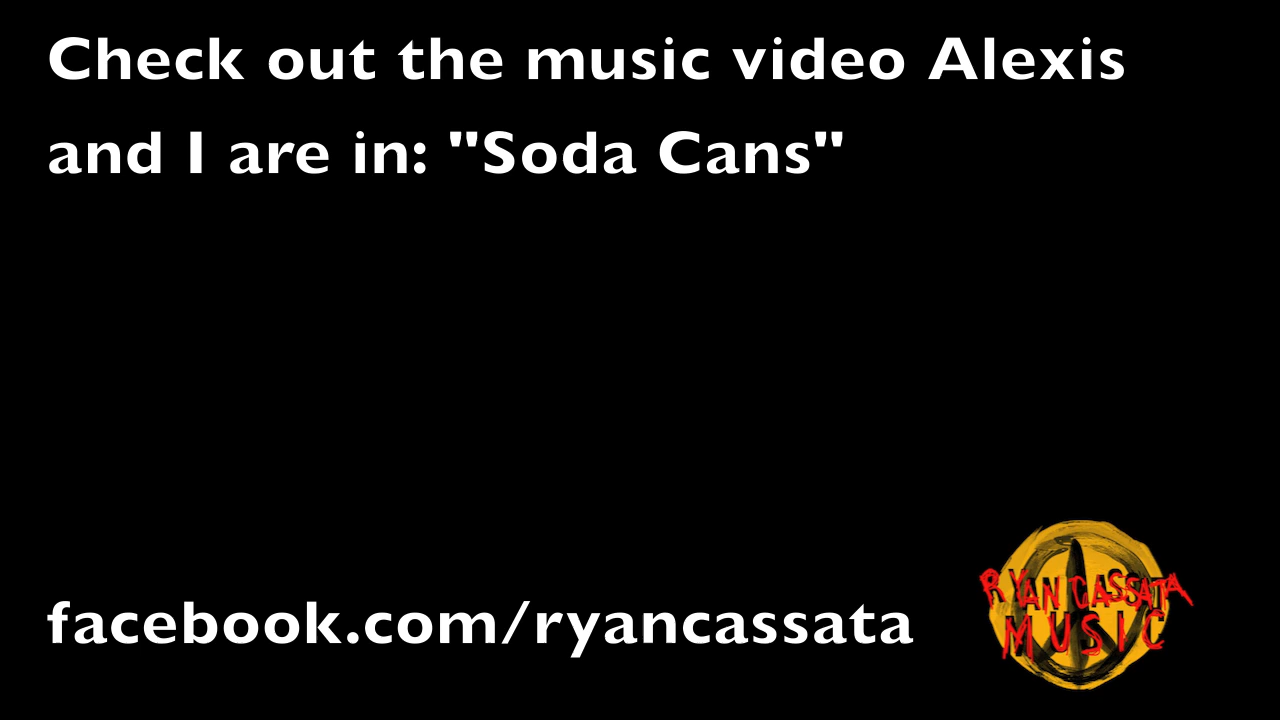 Check out the music video Alexis
and I are in: "Soda Cans"
facebook.com/ryancassata
RYAN CASSATA
MUSIC